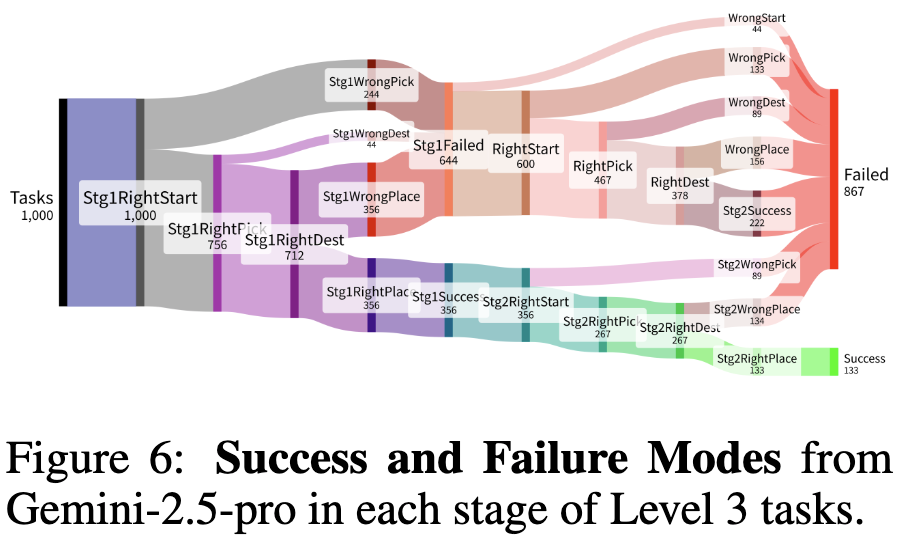 WrongStart
44
Stg1WrongPick
244
WrongPick
133
WrongDest
89
Stg1WrongDest
44
Stg1Failed
644
RightStart
600
WrongPlace
156
RightPick
467
RightDest
378
Failed
867
Tasks
1,000
Stg1RightStart
1,000
Stg1WrongPlace
356
Stg2Success
222
Stg1RightPick
756
Stg1RightDest
712
Stg2WrongPick
89
Stg1RightPlace
356
Stg1Success
356
Stg2RightStart
356
Stg2WrongPlace
134
Stg2RightPick
267
Stg2RightDest
267
Stg2RightPlace
133
Success
133
Figure 6: Success and Failure Modes from
Gemini-2.5-pro in each stage of Level 3 tasks.